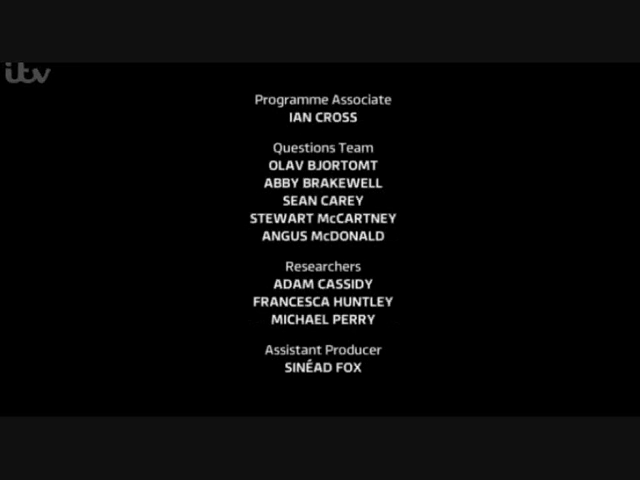 itv
Programme Associate
IAN CROSS
Questions Team
OLAV BJORTOMT
ABBY BRAKEWELL
SEAN CAREY
STEWART McCARTNEY
ANGUS McDONALD
Researchers
ADAM CASSIDY
FRANCESCA HUNTLEY
MICHAEL PERRY
Assistant Producer
SINÉAD FOX